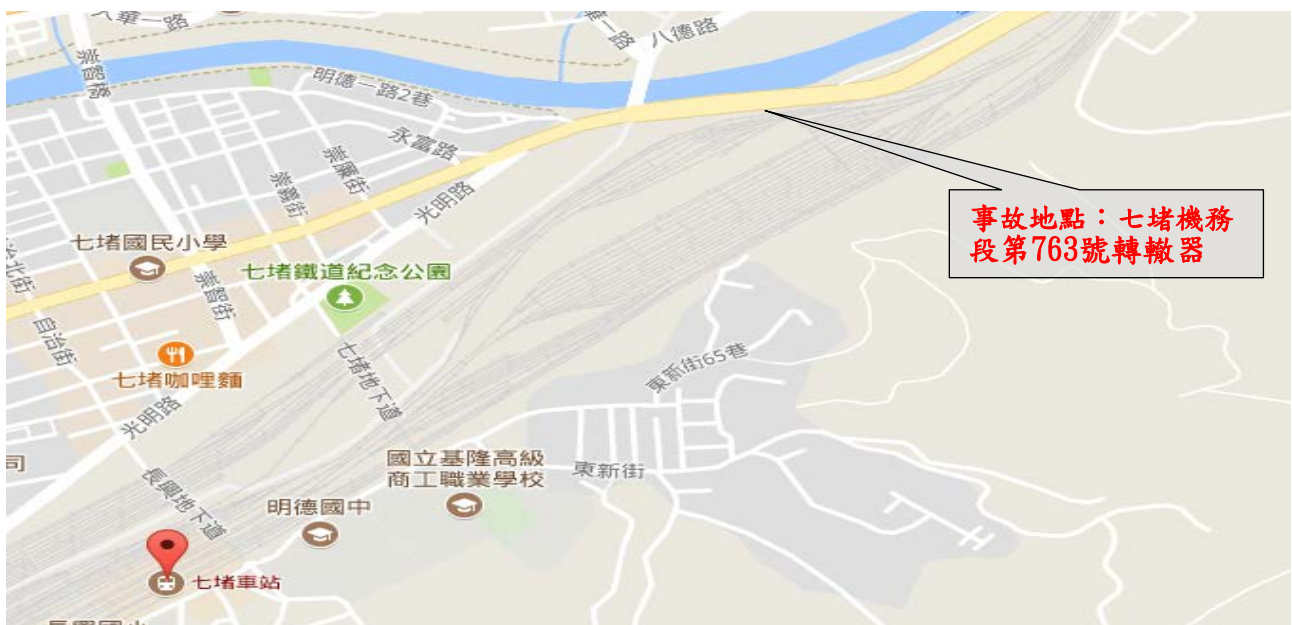 八德路
崇智橋
明德一路2巷
永富路
崇廉街
崇義街
光明路
事故地點：七堵機務
段第763號轉轍器
七堵國民小學
七堵鐵道紀念公園
崇智街
自治街
七堵地下道
東新街65巷
七堵咖哩麵
光明路
司
國立基隆高級
商工職業學校
東新街
長興地下道
明德國中
七堵車站